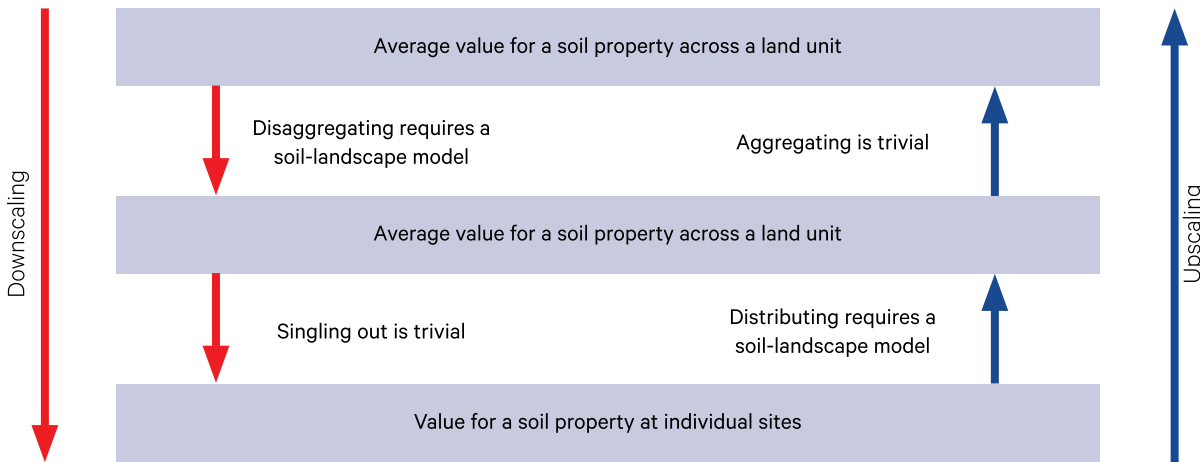 Average value for a soil property across a land unit
Disaggregating requires a
soil-landscape model
Aggregating is trivial
Downscaling
Upscaling
Average value for a soil property across a land unit
Singling out is trivial
Distributing requires a
soil-landscape model
Value for a soil property at individual sites